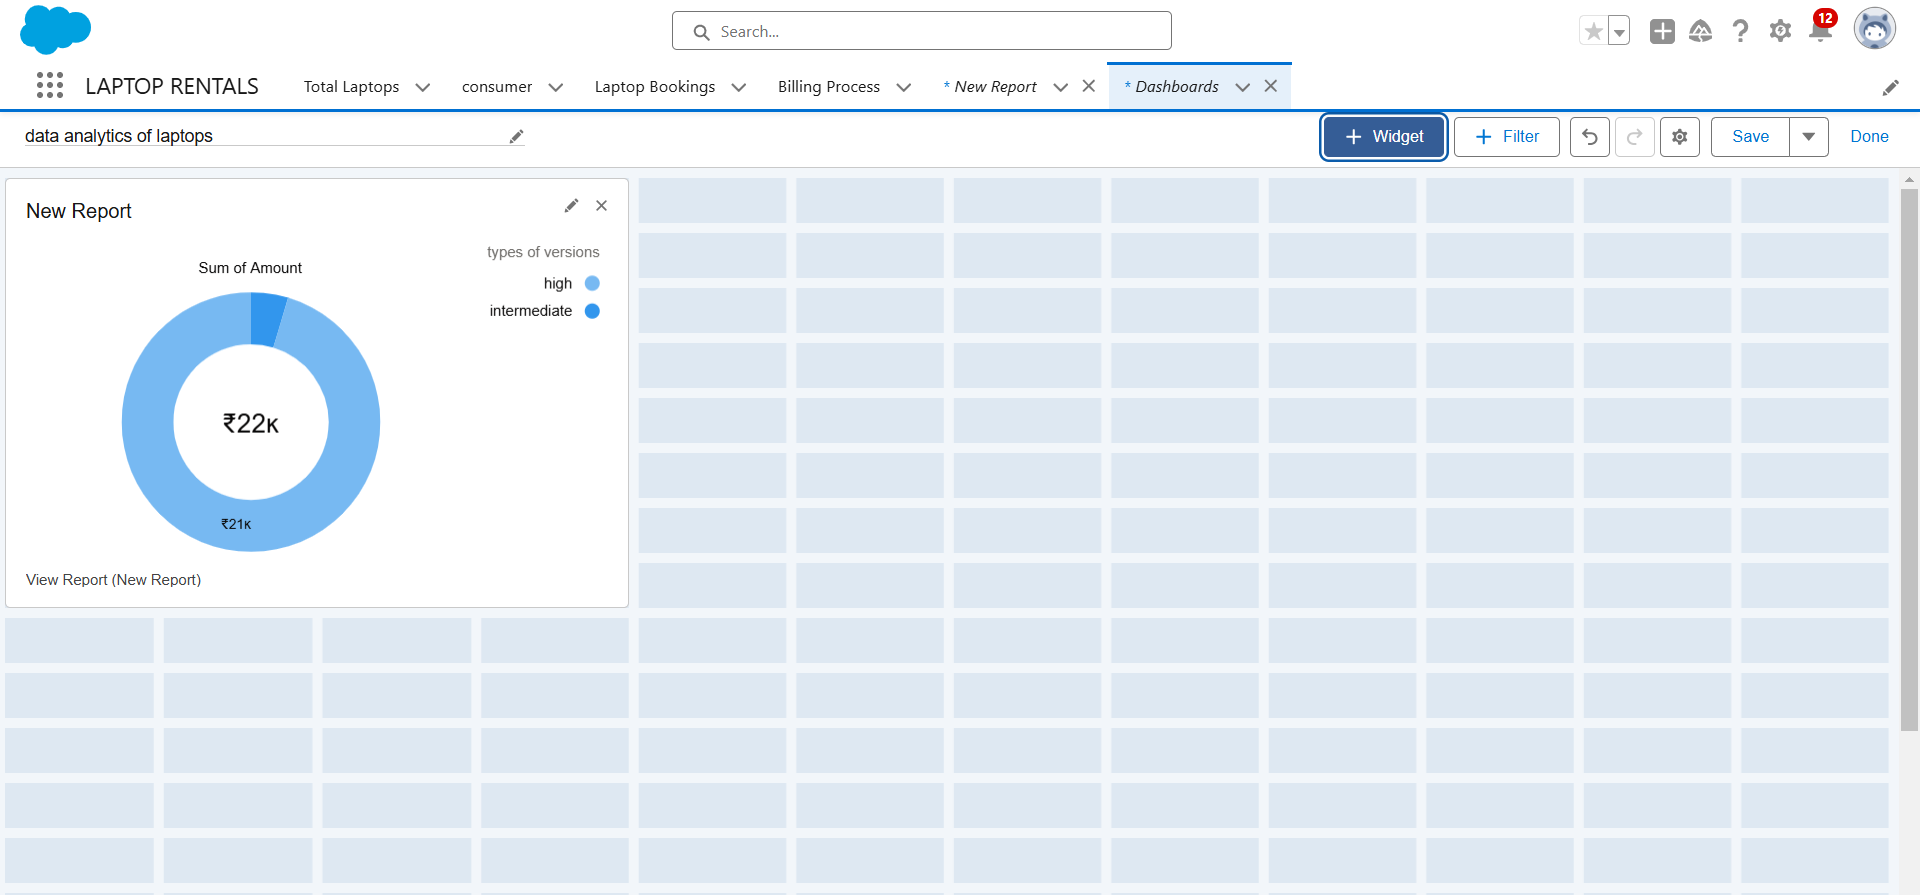 Search...
12
LAPTOP RENTALS
Total Laptops
consumer
Laptop Bookings
Billing Process
* New Report
* Dashboards
data analytics of laptops
Widget
Filter
Save
Done
New Report
types of versions
high
intermediate
Sum of Amount
₹22K
₹21K
View Report (New Report)